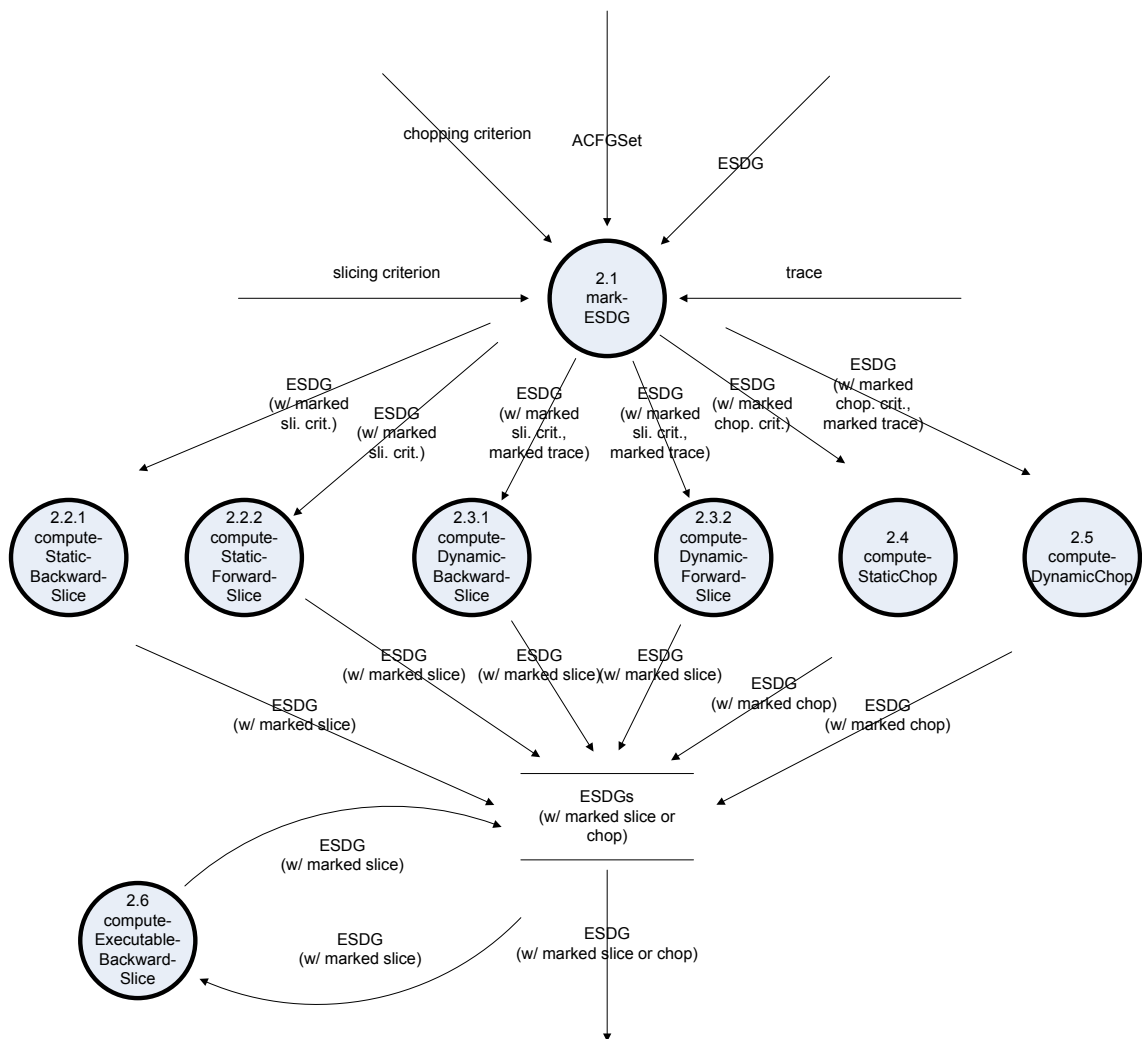 chopping criterion
ACFGSet
ESDG
slicing criterion
2.1
mark-
ESDG
trace
ESDG
(w/ marked
sli. crit.)
ESDG
(w/ marked
sli. crit.)
ESDG
(w/ marked
sli. crit.,
marked trace)
ESDG
(w/ marked
sli. crit.,
marked trace)
ESDG
(w/ marked
chop. crit.)
ESDG
(w/ marked
chop. crit.,
marked trace)
2.2.1
compute-
Static-
Backward-
Slice
2.2.2
compute-
Static-
Forward-
Slice
2.3.1
compute-
Dynamic-
Backward-
Slice
2.3.2
compute-
Dynamic-
Forward-
Slice
2.4
compute-
StaticChop
2.5
compute-
DynamicChop
ESDG
(w/ marked slice)
ESDG
(w/ marked slice)
ESDG
(w/ marked slice)
ESDG
(w/ marked slice)
ESDG
(w/ marked chop)
ESDG
(w/ marked chop)
ESDGs
(w/ marked slice or
chop)
ESDG
(w/ marked slice)
2.6
compute-
Executable-
Backward-
Slice
ESDG
(w/ marked slice)
ESDG
(w/ marked slice or chop)